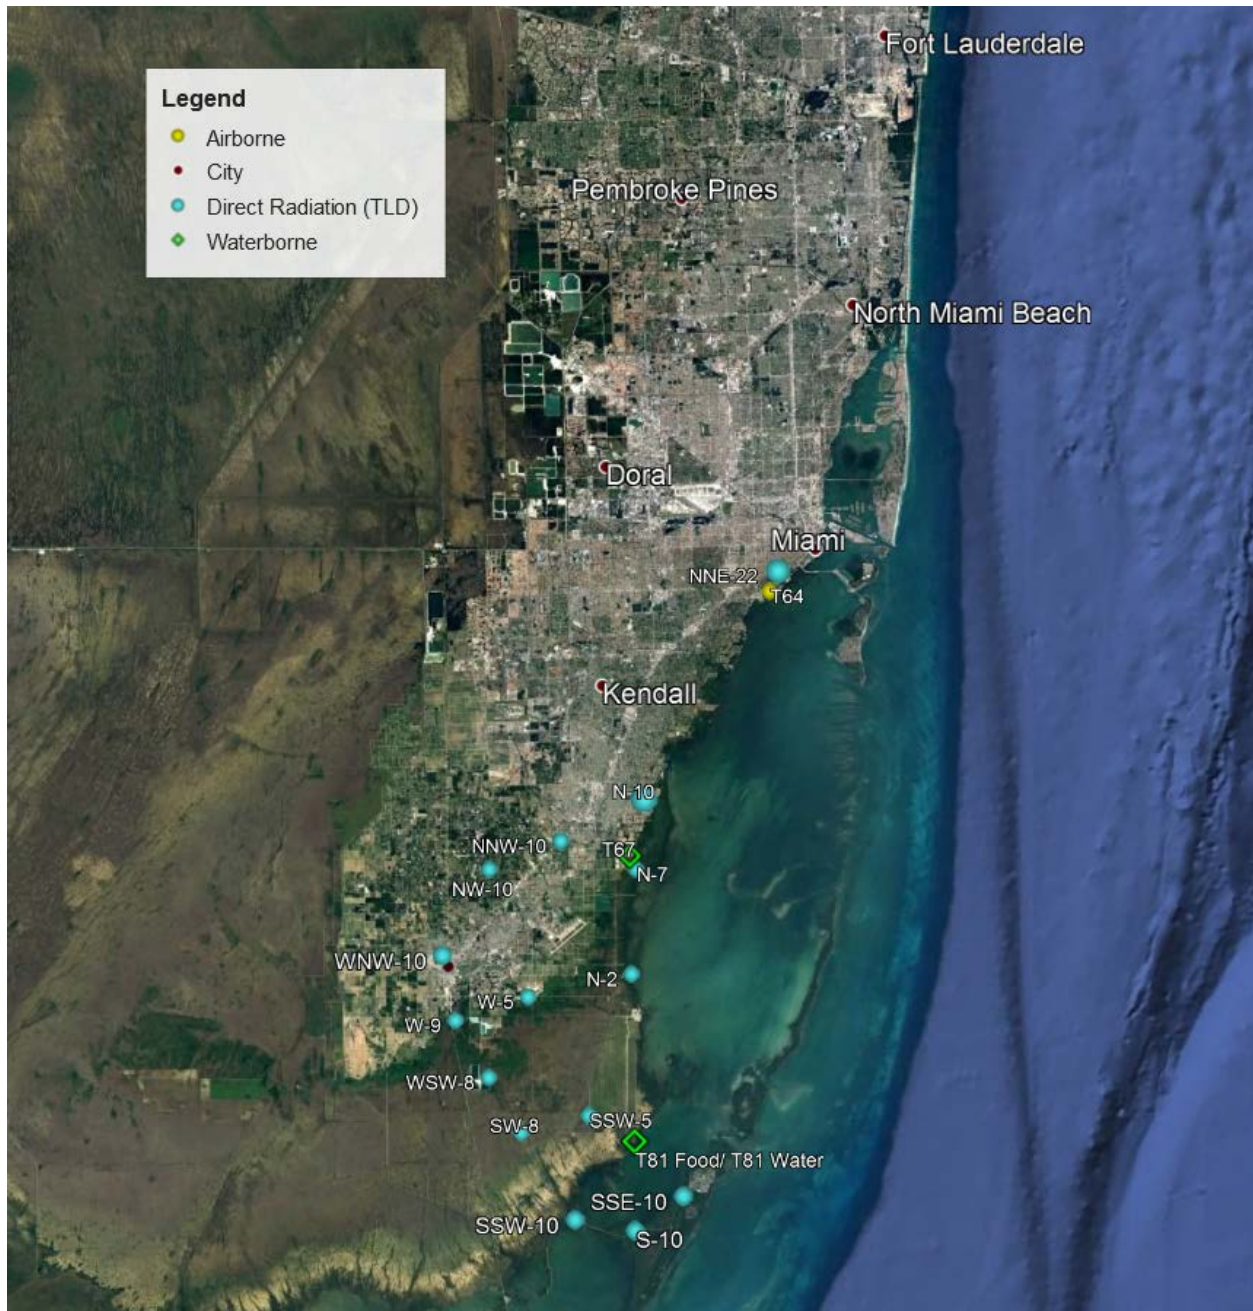 Fort Lauderdale
Legend
Airborne
City
Direct Radiation (TLD)
Waterborne
Pembroke Pines
North Miami Beach
Doral
Miami
NNE-22
T64
Kendall
N-10
NNW-10
T67
NW-10
N-7
WNW-10
N-2
W-5
W-9
WSW-8
SSW-5
SW-8
T81 Food/ T81 Water
SSE-10
SSW-10
S-10